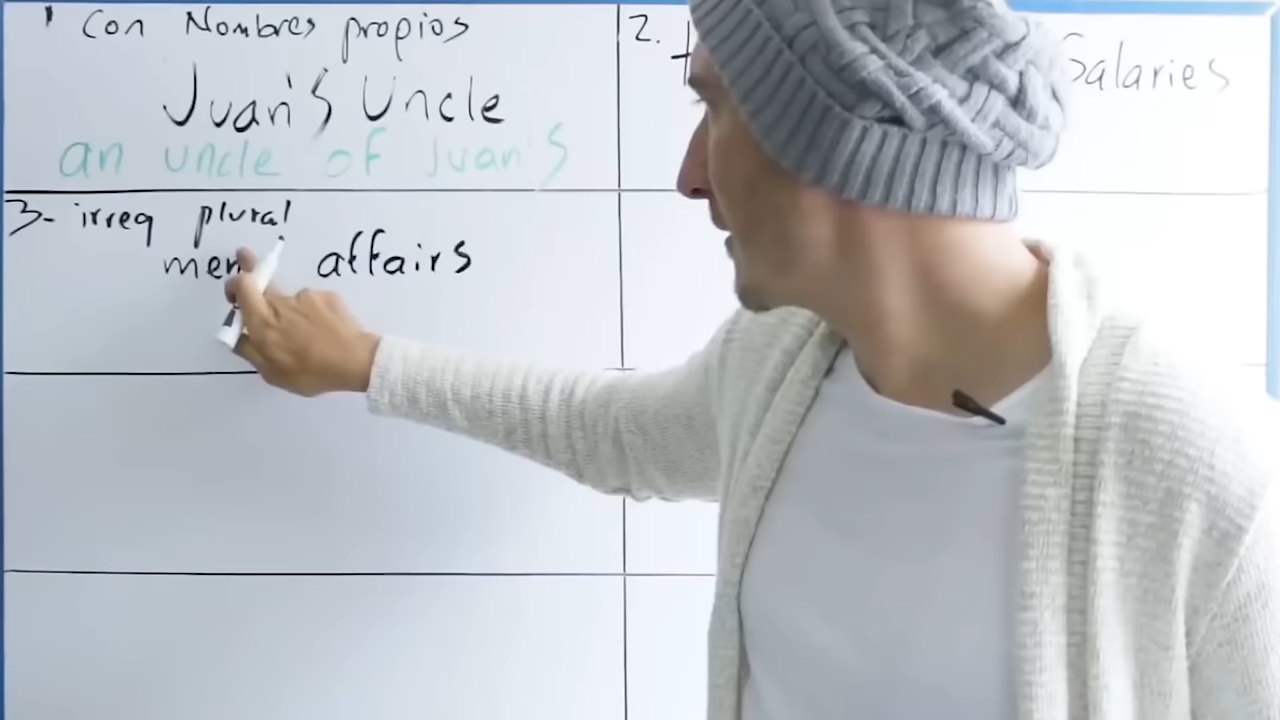 1 Con Nombres propios
Juan's Uncle
an uncle of Juan's
2.
Salaries
3- irreg plural
men affairs